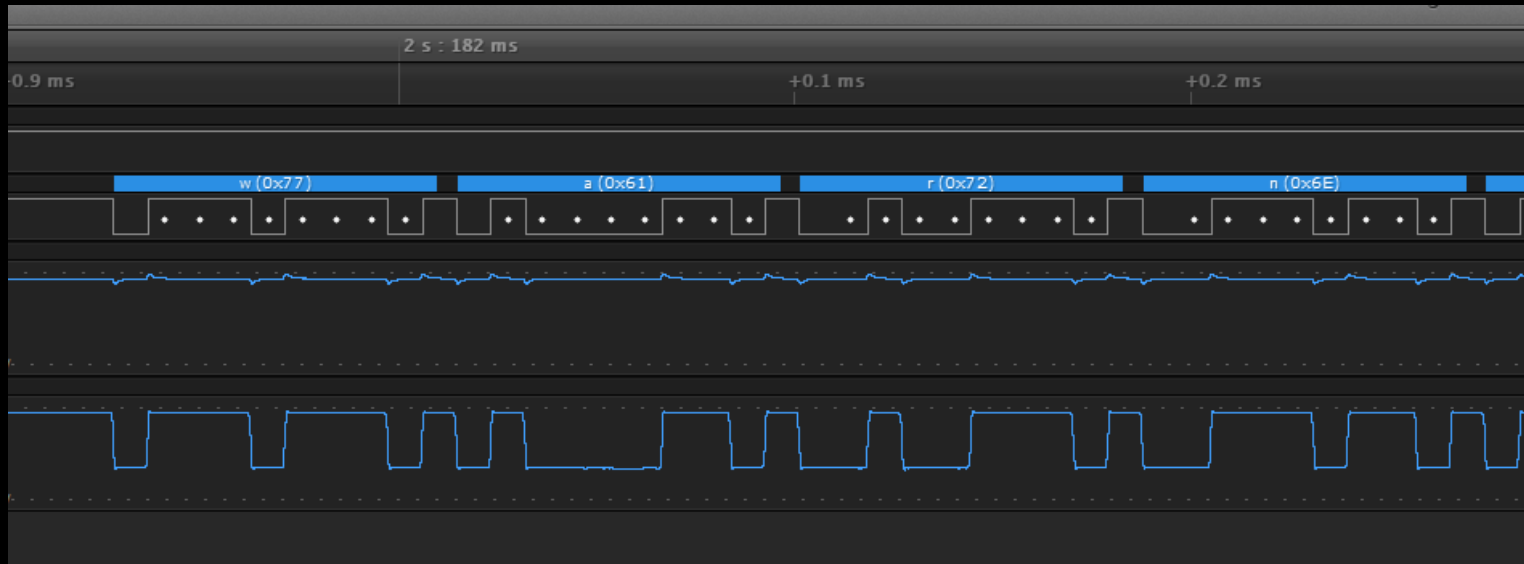 2 s : 182 ms
-0.9 ms +0.1 ms +0.2 ms
w (0x77) a (0x61) r (0x72) n (0x6E)